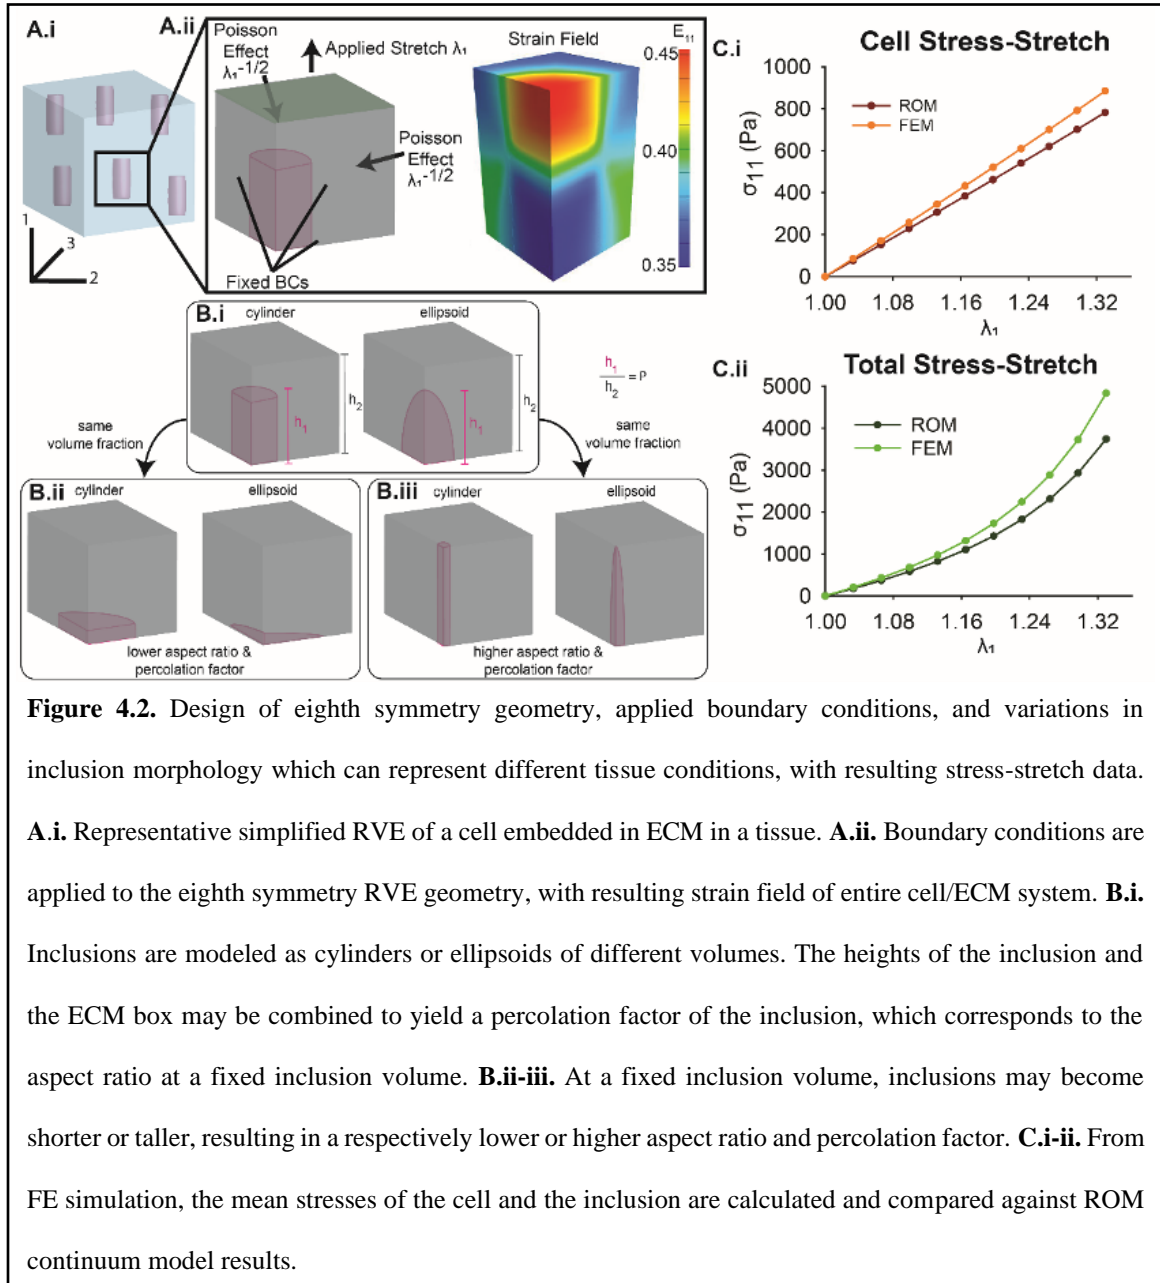 A.i
A.ii
Poisson
Effect
λ₁-1/2
Applied Stretch λ₁
Poisson
Effect
λ₁-1/2
Fixed BCs
1
3
2
Strain Field
E₁₁
0.45
0.40
0.35
B.i
cylinder
ellipsoid
h₁
h₂
h₁
h₂
h₁
h₂
= P
same
volume fraction
same
volume fraction
B.ii
cylinder
ellipsoid
lower aspect ratio &
percolation factor
B.iii
cylinder
ellipsoid
higher aspect ratio &
percolation factor
C.i
Cell Stress-Stretch
σ₁₁ (Pa)
1000
800
600
400
200
0
ROM
FEM
1.00 1.08 1.16 1.24 1.32
λ₁
C.ii
Total Stress-Stretch
σ₁₁ (Pa)
5000
4000
3000
2000
1000
0
ROM
FEM
1.00 1.08 1.16 1.24 1.32
λ₁
Figure 4.2. Design of eighth symmetry geometry, applied boundary conditions, and variations in
inclusion morphology which can represent different tissue conditions, with resulting stress-stretch data.
A.i. Representative simplified RVE of a cell embedded in ECM in a tissue. A.ii. Boundary conditions are
applied to the eighth symmetry RVE geometry, with resulting strain field of entire cell/ECM system. B.i.
Inclusions are modeled as cylinders or ellipsoids of different volumes. The heights of the inclusion and
the ECM box may be combined to yield a percolation factor of the inclusion, which corresponds to the
aspect ratio at a fixed inclusion volume. B.ii-iii. At a fixed inclusion volume, inclusions may become
shorter or taller, resulting in a respectively lower or higher aspect ratio and percolation factor. C.i-ii. From
FE simulation, the mean stresses of the cell and the inclusion are calculated and compared against ROM
continuum model results.